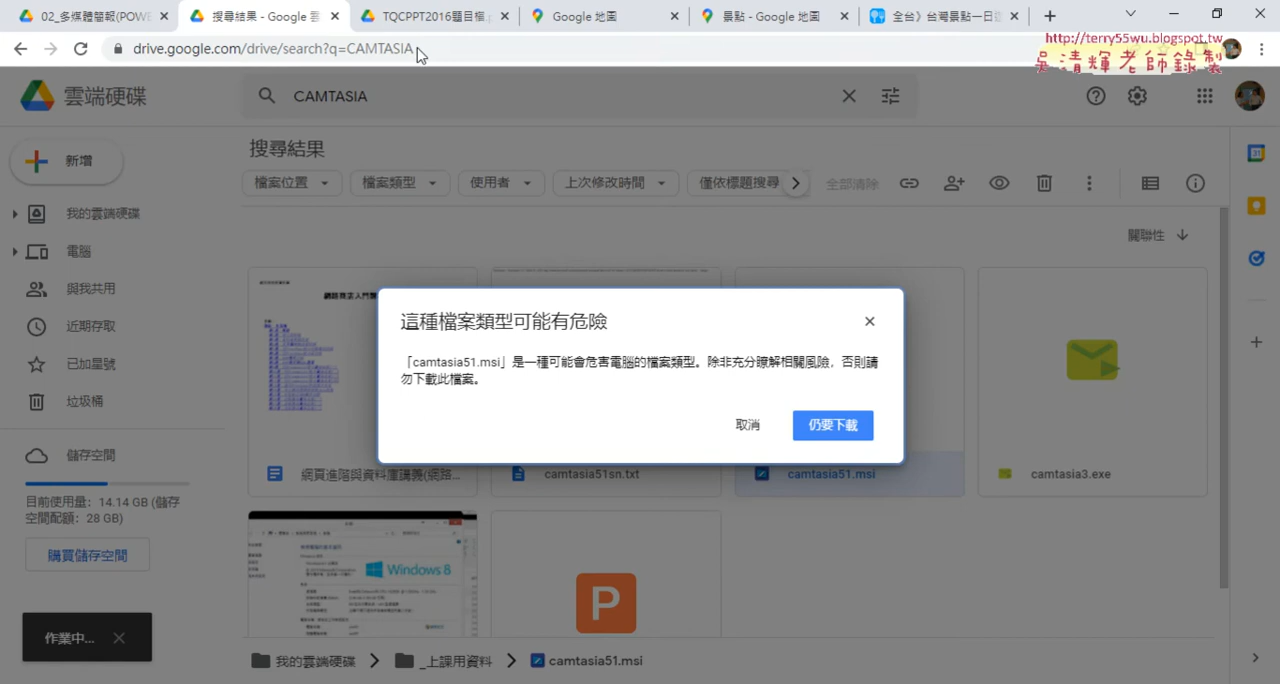 02_多媒體簡報(POWE
搜尋結果 - Google 雲
TQCPPT2016題目檔.
Google 地圖
景點 - Google 地圖
全台》台灣景點一日遊
drive.google.com/drive/search?q=CAMTASIA
http://terry55wu.blogspot.tw
吳清輝老師錄製
雲端硬碟
CAMTASIA
新增
搜尋結果
檔案位置
檔案類型
使用者
上次修改時間
僅依標題搜尋
全部清除
我的雲端硬碟
電腦
與我共用
近期存取
已加星號
垃圾桶
儲存空間
目前使用量: 14.14 GB (儲存
空間配額: 28 GB)
購買儲存空間
作業中...
關聯性
這種檔案類型可能有危險
「camtasia51.msi」是一種可能會危害電腦的檔案類型。除非充分瞭解相關風險，否則請
勿下載此檔案。
取消
仍要下載
網頁進階與資料庫講義(網路...
camtasia51sn.txt
camtasia51.msi
camtasia3.exe
Windows 8
P
我的雲端硬碟
_上課用資料
camtasia51.msi